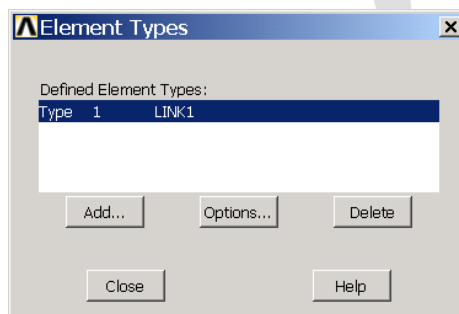 Element Types
Defined Element Types:
Type 1 LINK1
Add... Options... Delete
Close Help